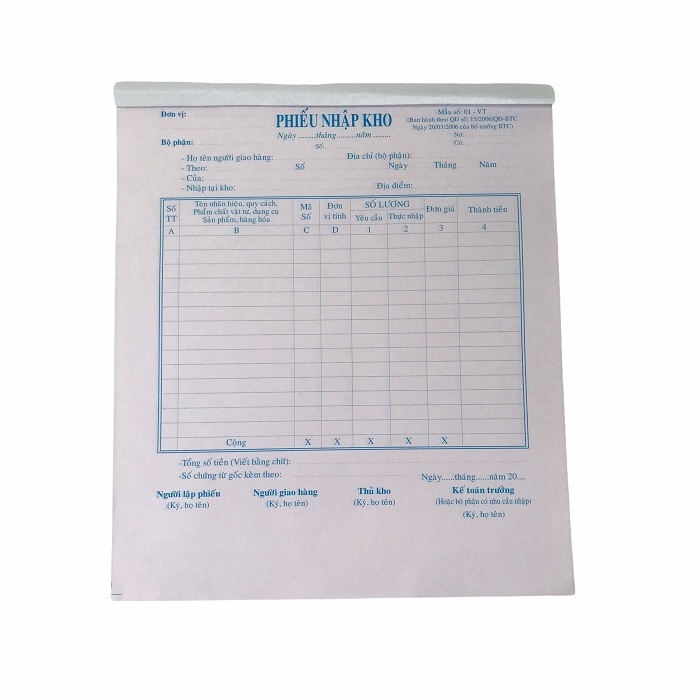 Đơn vị:
PHIẾU NHẬP KHO
Mẫu số: 01 - VT
(Ban hành theo QĐ số: 15/2006/QĐ-BTC
Ngày 20/03/2006 của bộ trưởng BTC)
Ngày ........tháng ........năm ........
Bộ phận:
Số:
Nợ:
Có:
- Họ tên người giao hàng: Địa chỉ (bộ phận):
- Theo: Số Ngày Tháng Năm
- Của:
- Nhập tại kho: Địa điểm:
Số TT
Tên nhãn hiệu, quy cách,
Phẩm chất vật tư, dụng cụ
Sản phẩm, hàng hóa
Mã Số
Đơn vị tính
SỐ LƯỢNG
Yêu cầu Thực nhập
Đơn giá
Thành tiền
A B C D 1 2 3 4
Cộng X X X X X
-Tổng số tiền (Viết bằng chữ):
-Số chứng từ gốc kèm theo:
Ngày.....tháng......năm 20....
Người lập phiếu Người giao hàng Thủ kho Kế toán trưởng
(Ký, họ tên) (Ký, họ tên) (Ký, họ tên) (Hoặc bộ phận có nhu cầu nhập)
(Ký, họ tên)